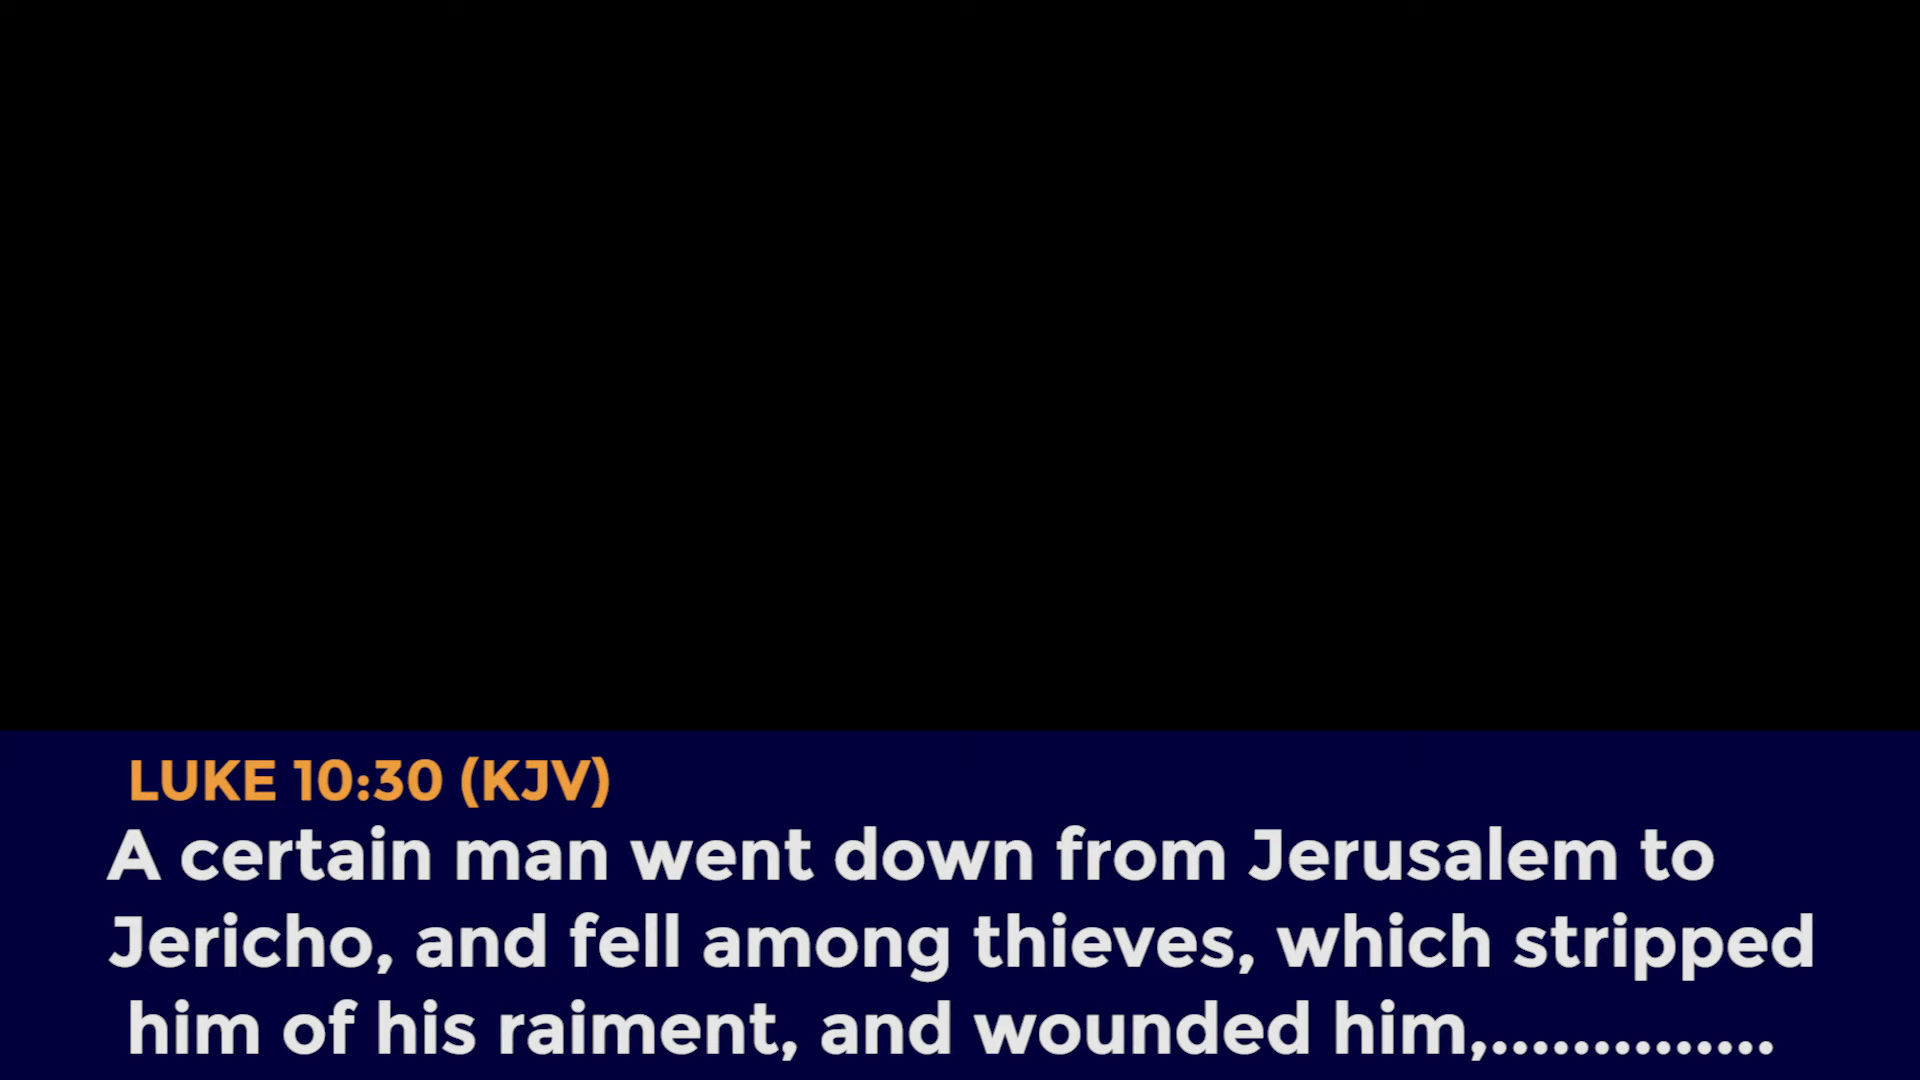 LUKE 10:30 (KJV)
A certain man went down from Jerusalem to
Jericho, and fell among thieves, which stripped
him of his raiment, and wounded him,..............